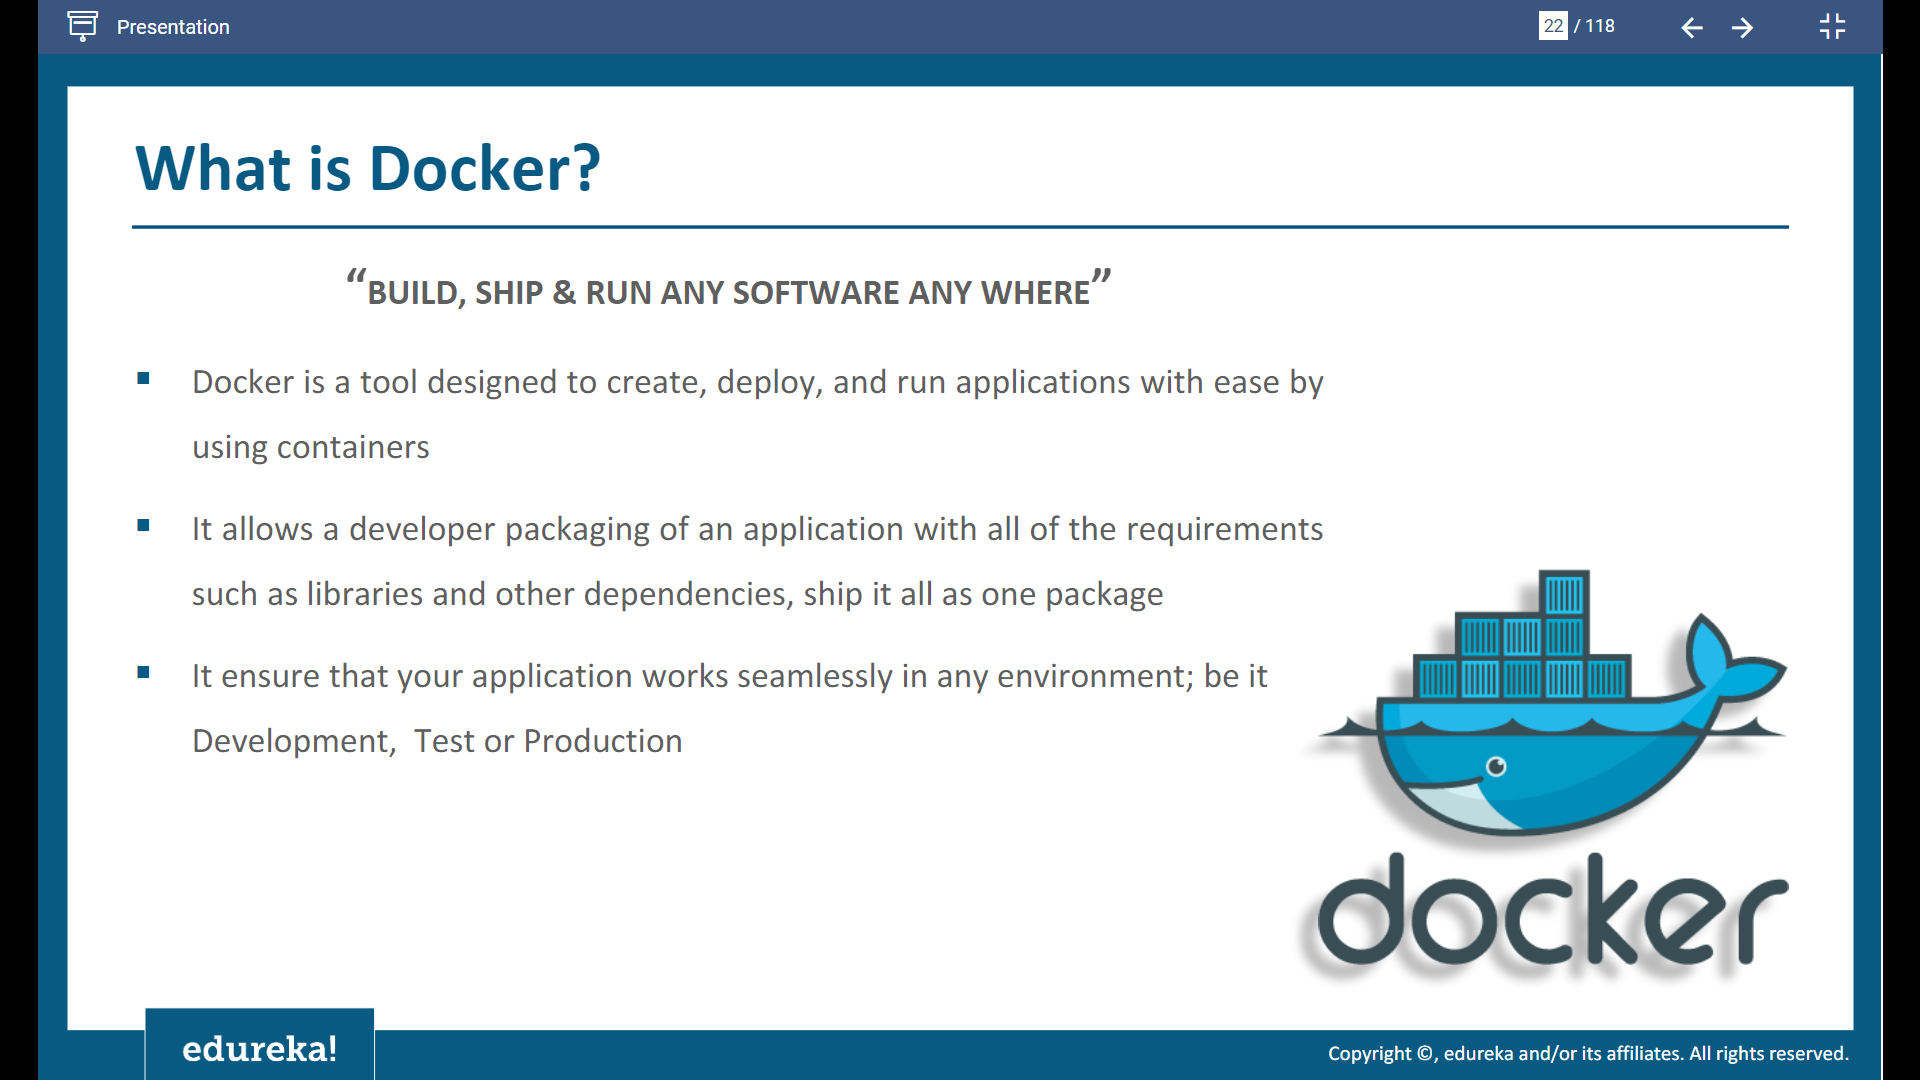 Presentation
22 / 118
What is Docker?
“BUILD, SHIP & RUN ANY SOFTWARE ANY WHERE”
▪ Docker is a tool designed to create, deploy, and run applications with ease by
using containers
▪ It allows a developer packaging of an application with all of the requirements
such as libraries and other dependencies, ship it all as one package
▪ It ensure that your application works seamlessly in any environment; be it
Development,  Test or Production
docker
edureka!
Copyright ©, edureka and/or its affiliates. All rights reserved.